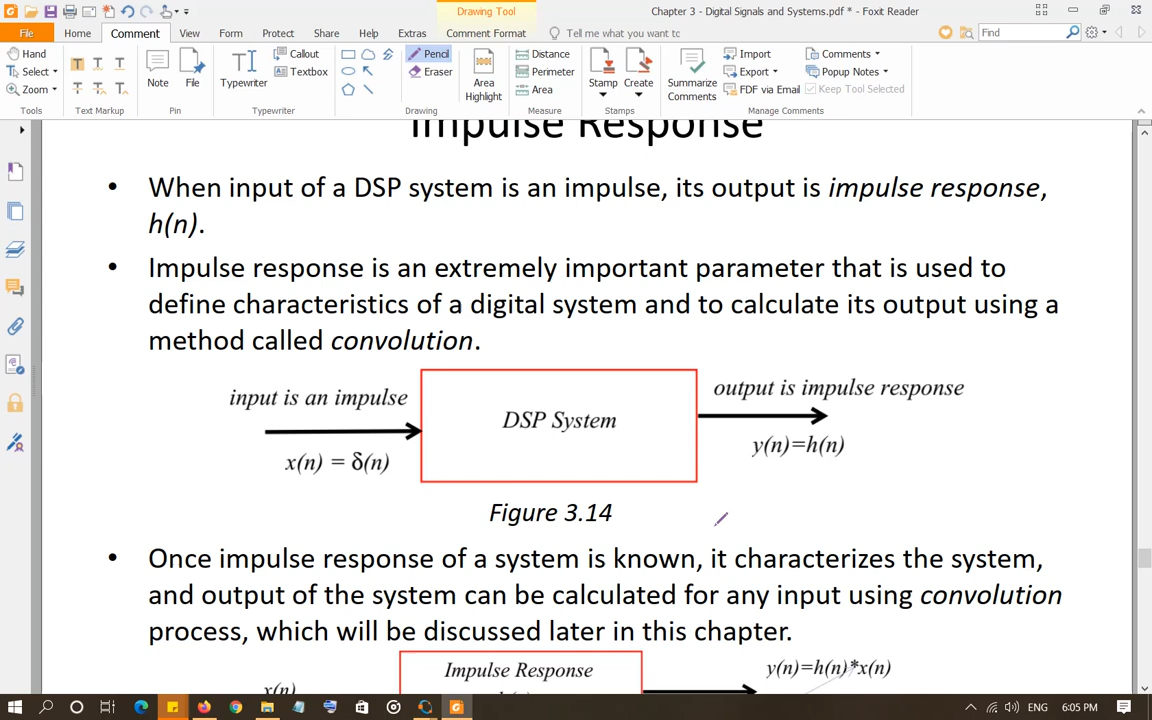 Drawing Tool
Chapter 3 - Digital Signals and Systems.pdf * - Foxit Reader
File Home Comment View Form Protect Share Help Extras Comment Format Tell me what you want to do Find
Hand
Select
Zoom
Tools
Text Markup
Note
File
Pin
Typewriter
Callout
Textbox
Typewriter
Pencil
Eraser
Drawing
Area
Highlight
Distance
Perimeter
Area
Measure
Stamp
Create
Stamps
Summarize
Comments
Import
Export
FDF via Email
Comments
Popup Notes
Keep Tool Selected
Manage Comments
Impulse Response
• When input of a DSP system is an impulse, its output is impulse response,
h(n).
• Impulse response is an extremely important parameter that is used to
define characteristics of a digital system and to calculate its output using a
method called convolution.
input is an impulse
x(n) = δ(n)
DSP System
output is impulse response
y(n)=h(n)
Figure 3.14
• Once impulse response of a system is known, it characterizes the system,
and output of the system can be calculated for any input using convolution
process, which will be discussed later in this chapter.
x(n)
Impulse Response
y(n)=h(n)*x(n)
ENG 6:05 PM